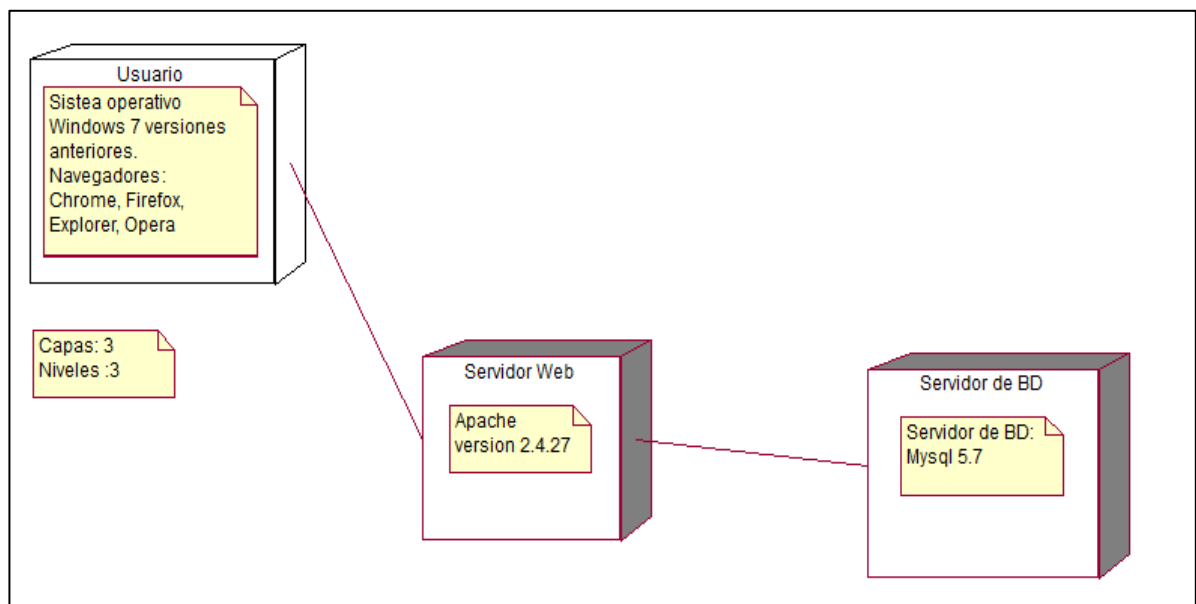 Usuario
Sistea operativo
Windows 7 versiones
anteriores.
Navegadores:
Chrome, Firefox,
Explorer, Opera
Capas: 3
Niveles :3
Servidor Web
Apache
version 2.4.27
Servidor de BD
Servidor de BD:
Mysql 5.7